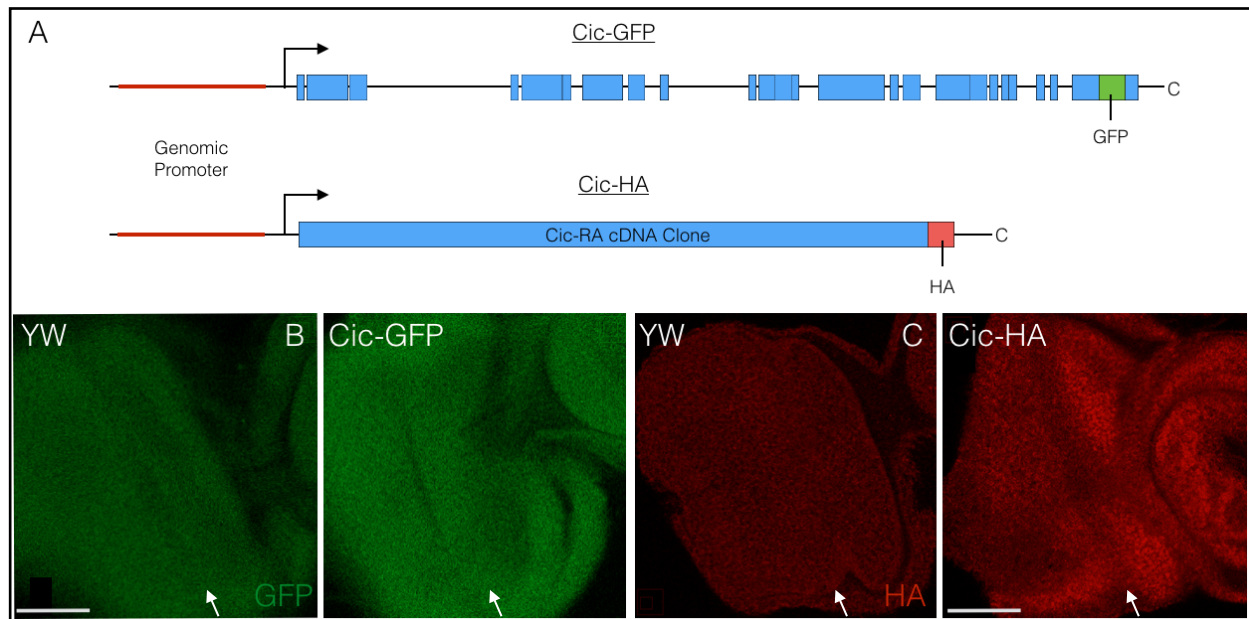 A
Cic-GFP
C
GFP
Genomic
Promoter
Cic-HA
Cic-RA cDNA Clone
C
HA
YW
B
Cic-GFP
YW
C
Cic-HA
GFP
HA